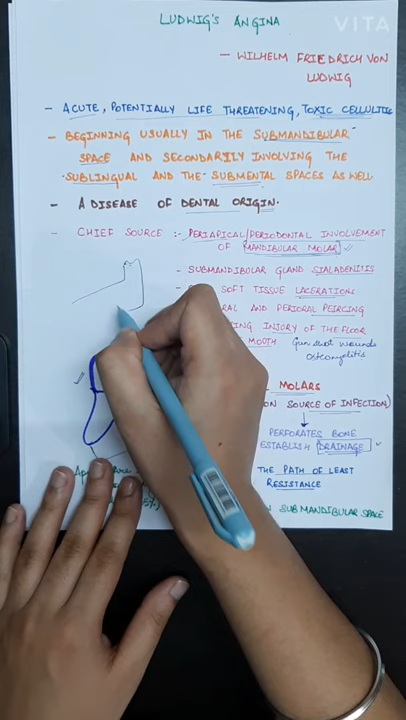 LUDWIG'S ANGINA
VITA
- WILHELM FRIEDRICH VON
LUDWIG
- ACUTE, POTENTIALLY LIFE THREATENING, TOXIC CELLULITIS
- BEGINNING USUALLY IN THE SUBMANDIBULAR
SPACE AND SECONDARILY INVOLVING THE
SUBLINGUAL AND THE SUBMENTAL SPACES AS WELL
- A DISEASE OF DENTAL ORIGIN.
- CHIEF SOURCE :- PERIAPICAL/PERIODONTAL INVOLVEMENT
OF MANDIBULAR MOLAR
- SUBMANDIBULAR GLAND SIALADENITIS
SOFT TISSUE LACERATION
AND PERIORAL PEIRCING
INJURY OF THE FLOOR
MOUTH Gun shot wounds
osteomyelitis
MOLARS
SOURCE OF INFECTION)
PERFORATES BONE
ESTABLISH DRAINAGE
THE PATH OF LEAST
RESISTANCE
SUBMANDIBULAR SPACE